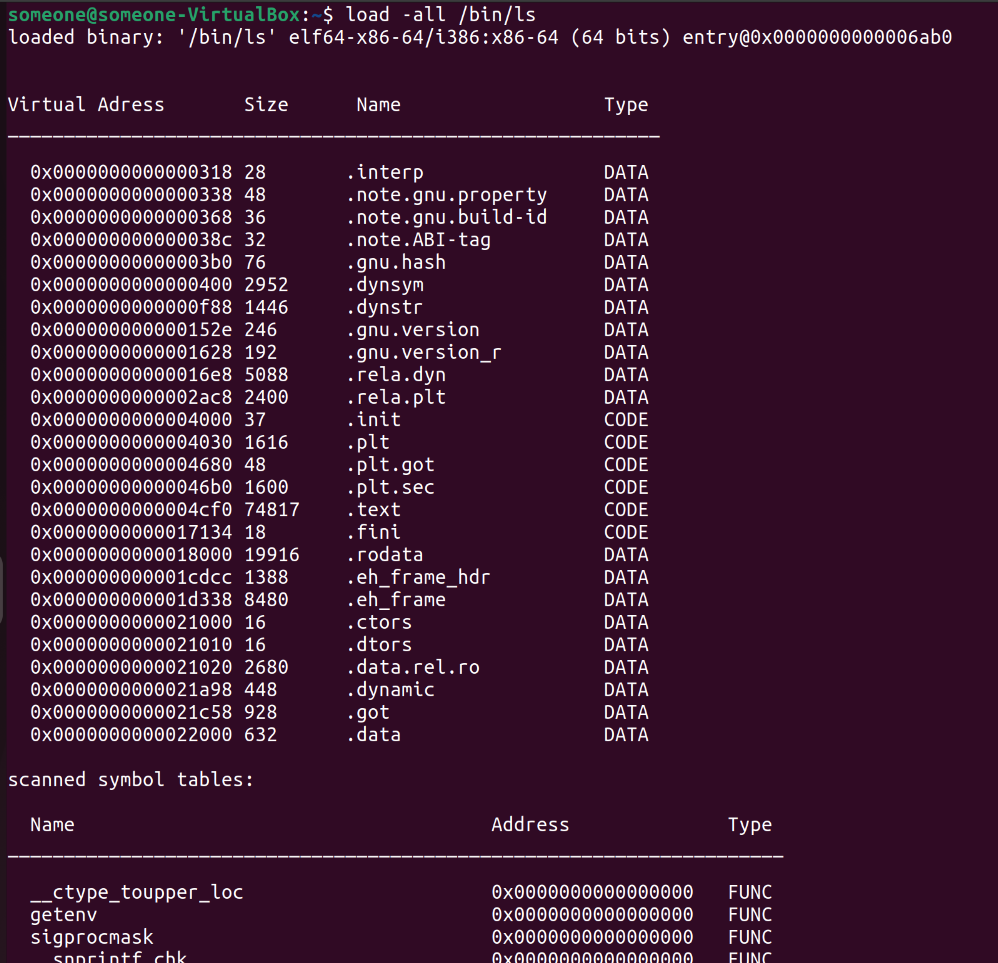 someone@someone-VirtualBox:~$ load -all /bin/ls
loaded binary: '/bin/ls' elf64-x86-64/i386:x86-64 (64 bits) entry@0x0000000000006ab0
Virtual Adress Size Name Type
0x0000000000000318 28 .interp DATA
0x0000000000000338 48 .note.gnu.property DATA
0x0000000000000368 36 .note.gnu.build-id DATA
0x000000000000038c 32 .note.ABI-tag DATA
0x00000000000003b0 76 .gnu.hash DATA
0x0000000000000400 2952 .dynsym DATA
0x0000000000000f88 1446 .dynstr DATA
0x000000000000152e 246 .gnu.version DATA
0x0000000000001628 192 .gnu.version_r DATA
0x00000000000016e8 5088 .rela.dyn DATA
0x0000000000002ac8 2400 .rela.plt DATA
0x0000000000004000 37 .init CODE
0x0000000000004030 1616 .plt CODE
0x0000000000004680 48 .plt.got CODE
0x00000000000046b0 1600 .plt.sec CODE
0x0000000000004cf0 74817 .text CODE
0x0000000000017134 18 .fini CODE
0x0000000000018000 19916 .rodata DATA
0x000000000001cdcc 1388 .eh_frame_hdr DATA
0x000000000001d338 8480 .eh_frame DATA
0x0000000000021000 16 .ctors DATA
0x0000000000021010 16 .dtors DATA
0x0000000000021020 2680 .data.rel.ro DATA
0x0000000000021a98 448 .dynamic DATA
0x0000000000021c58 928 .got DATA
0x0000000000022000 632 .data DATA
scanned symbol tables:
Name Address Type
__ctype_toupper_loc 0x0000000000000000 FUNC
getenv 0x0000000000000000 FUNC
sigprocmask 0x0000000000000000 FUNC
__snprintf_chk 0x0000000000000000 FUNC